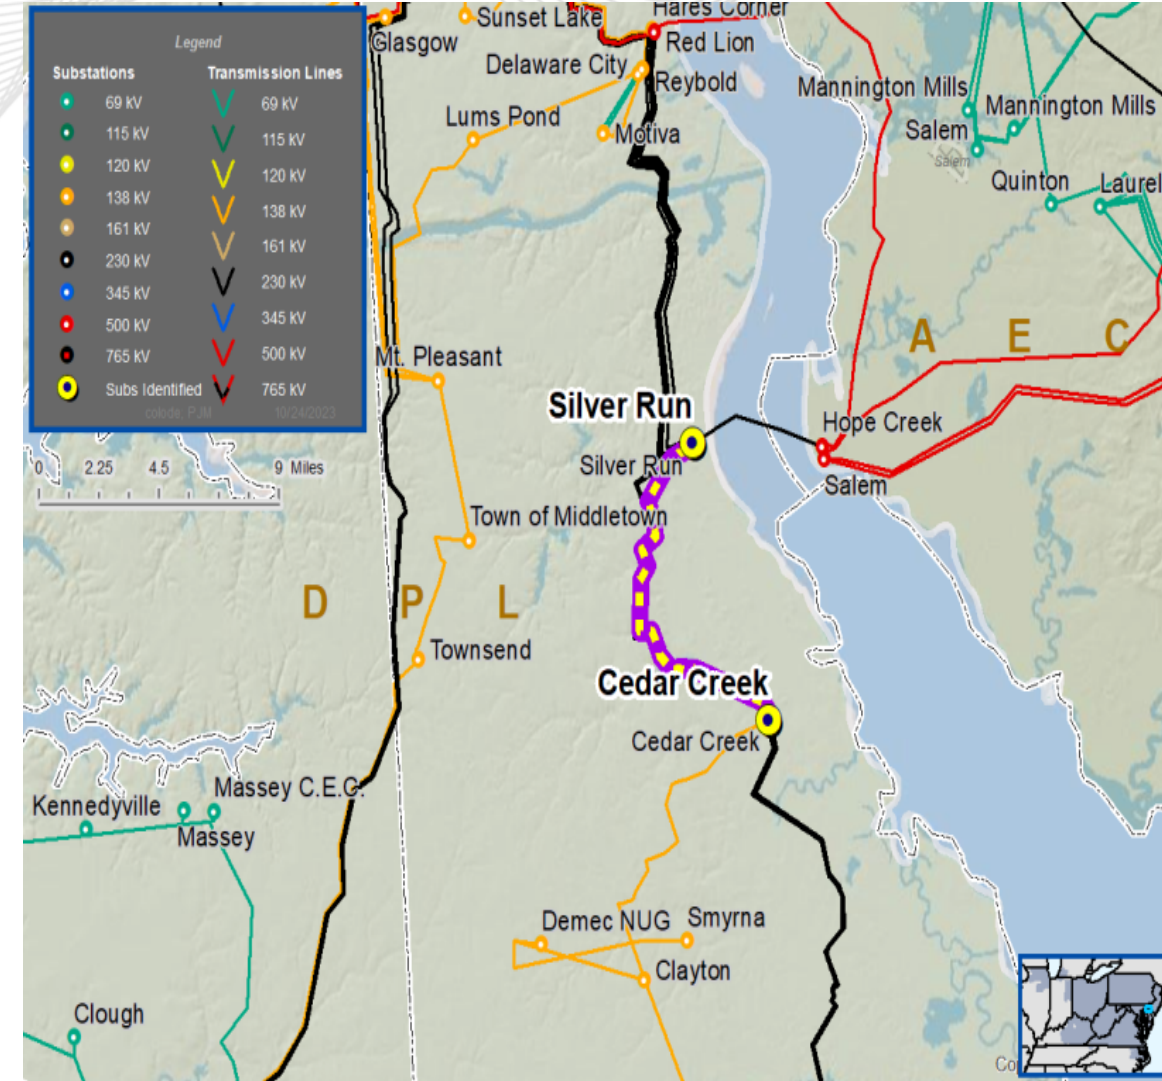 Legend
Substations Transmission Lines
69 kV 69 kV
115 kV 115 kV
120 kV 120 kV
138 kV 138 kV
161 kV 161 kV
230 kV 230 kV
345 kV 345 kV
500 kV 500 kV
765 kV 765 kV
Subs Identified
10/24/2023
0 2.25 4.5 9 Miles
Sunset Lake
Hares Corner
Glasgow
Red Lion
Delaware City
Reybold
Lums Pond
Motiva
Mannington Mills
Mannington Mills
Salem
Salem
Quinton
Laurel
A E C
Mt. Pleasant
Silver Run
Hope Creek
Silver Run
Salem
Town of Middletown
D P L
Townsend
Cedar Creek
Cedar Creek
Massey C.E.C.
Kennedyville
Massey
Demec NUG
Smyrna
Clayton
Clough